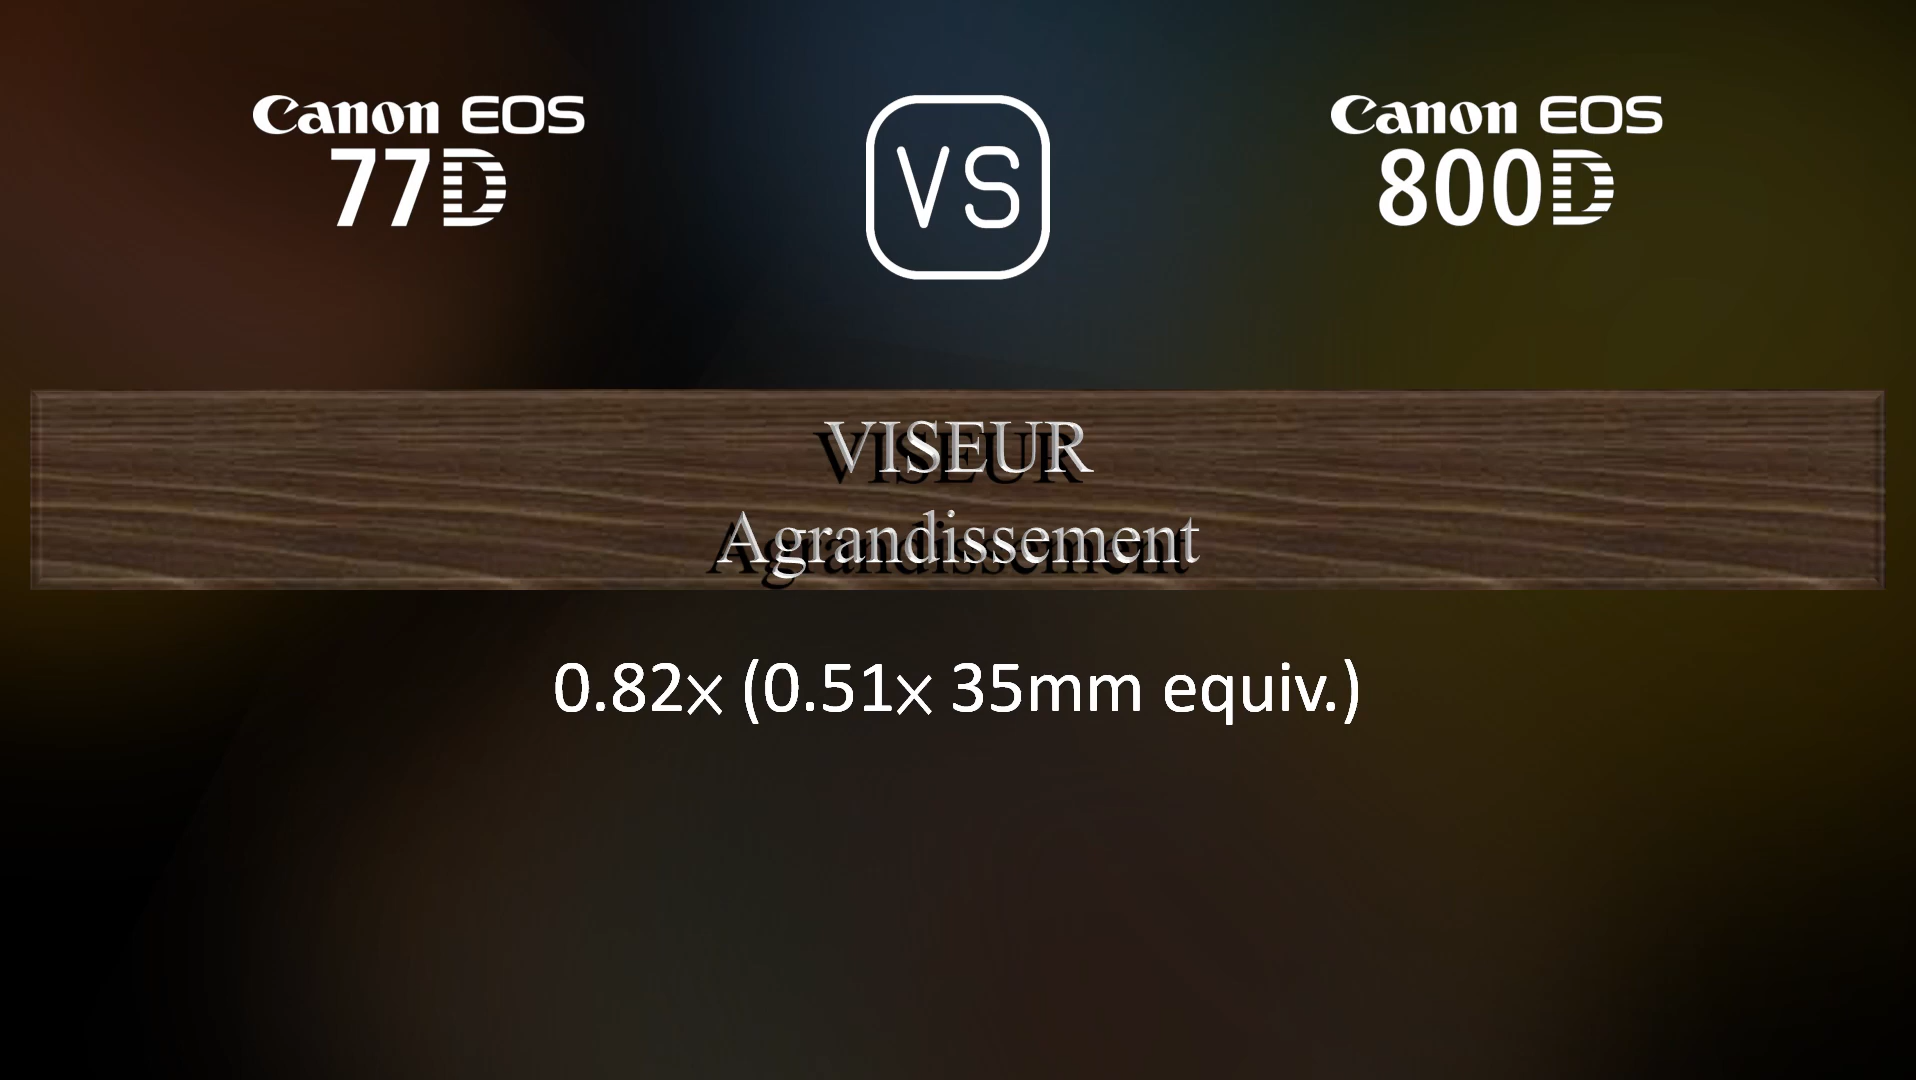 Canon EOS
77D
VS
Canon EOS
800D
VISEUR
Agrandissement
0.82x (0.51x 35mm equiv.)